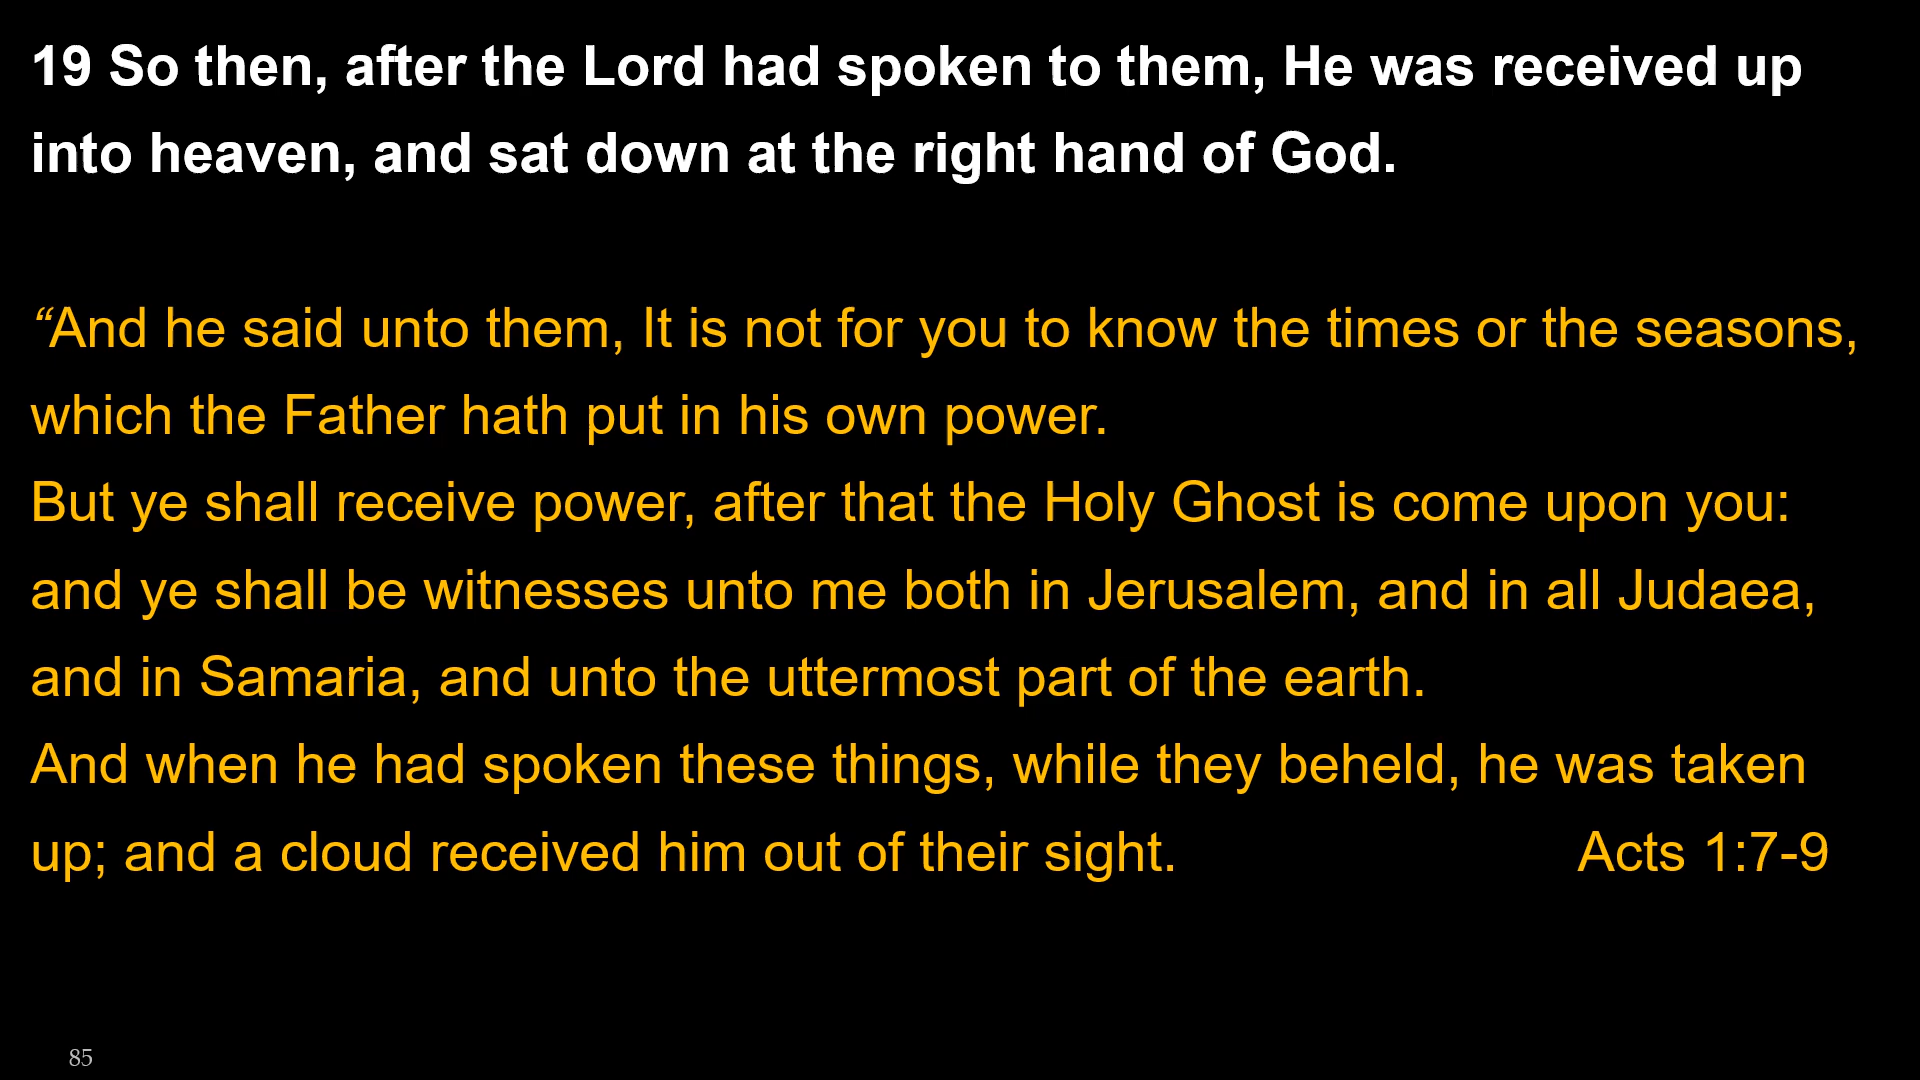 19 So then, after the Lord had spoken to them, He was received up
into heaven, and sat down at the right hand of God.
“And he said unto them, It is not for you to know the times or the seasons,
which the Father hath put in his own power.
But ye shall receive power, after that the Holy Ghost is come upon you:
and ye shall be witnesses unto me both in Jerusalem, and in all Judaea,
and in Samaria, and unto the uttermost part of the earth.
And when he had spoken these things, while they beheld, he was taken
up; and a cloud received him out of their sight. Acts 1:7-9
85